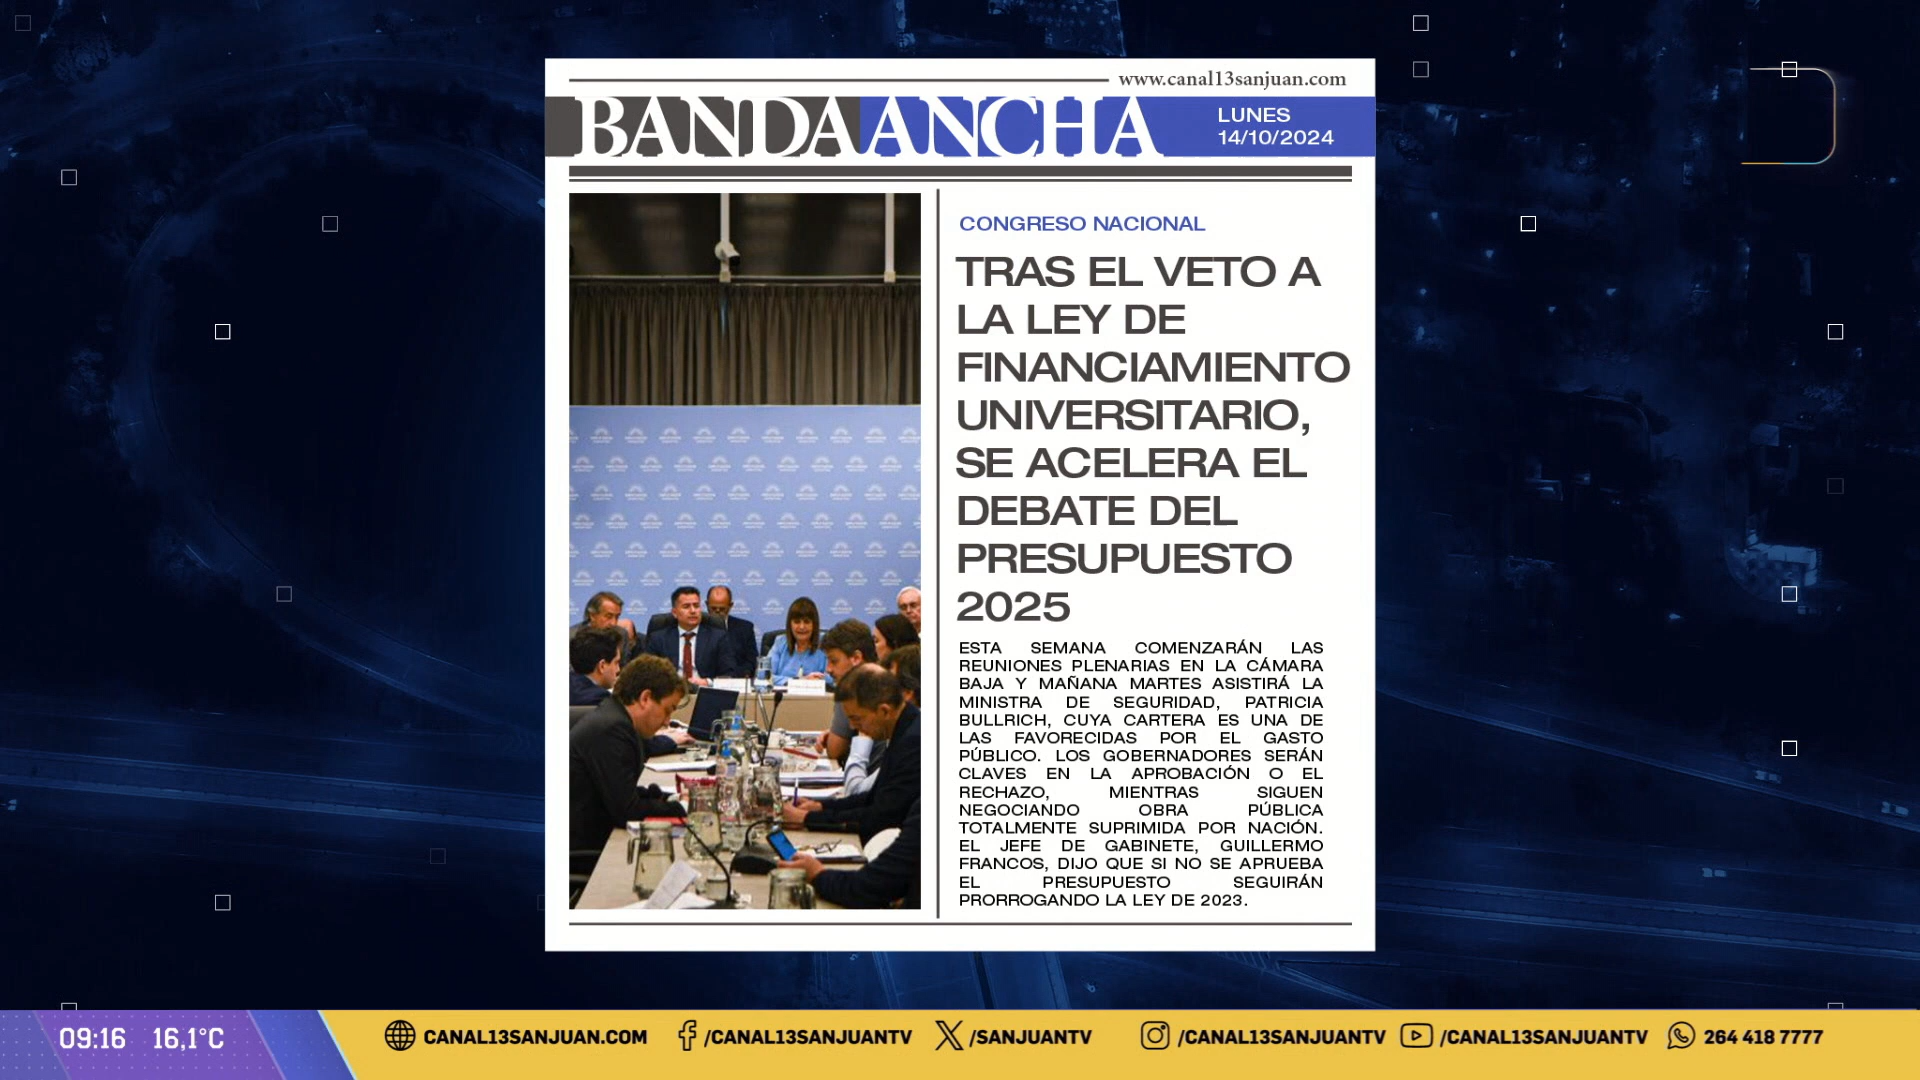 www.canal13sanjuan.com
BANDA ANCHA
LUNES
14/10/2024
CONGRESO NACIONAL
TRAS EL VETO A
LA LEY DE
FINANCIAMIENTO
UNIVERSITARIO,
SE ACELERA EL
DEBATE DEL
PRESUPUESTO
2025
ESTA SEMANA COMENZARÁN LAS
REUNIONES PLENARIAS EN LA CÁMARA
BAJA Y MAÑANA MARTES ASISTIRÁ LA
MINISTRA DE SEGURIDAD, PATRICIA
BULLRICH, CUYA CARTERA ES UNA DE
LAS FAVORECIDAS POR EL GASTO
PÚBLICO. LOS GOBERNADORES SERÁN
CLAVES EN LA APROBACIÓN O EL
RECHAZO, MIENTRAS SIGUEN
NEGOCIANDO OBRA PÚBLICA
TOTALMENTE SUPRIMIDA POR NACIÓN.
EL JEFE DE GABINETE, GUILLERMO
FRANCOS, DIJO QUE SI NO SE APRUEBA
EL PRESUPUESTO SEGUIRÁN
PRORROGANDO LA LEY DE 2023.
09:16 16,1°C CANAL13SANJUAN.COM /CANAL13SANJUANTV /SANJUANTV /CANAL13SANJUANTV /CANAL13SANJUANTV 264 418 7777